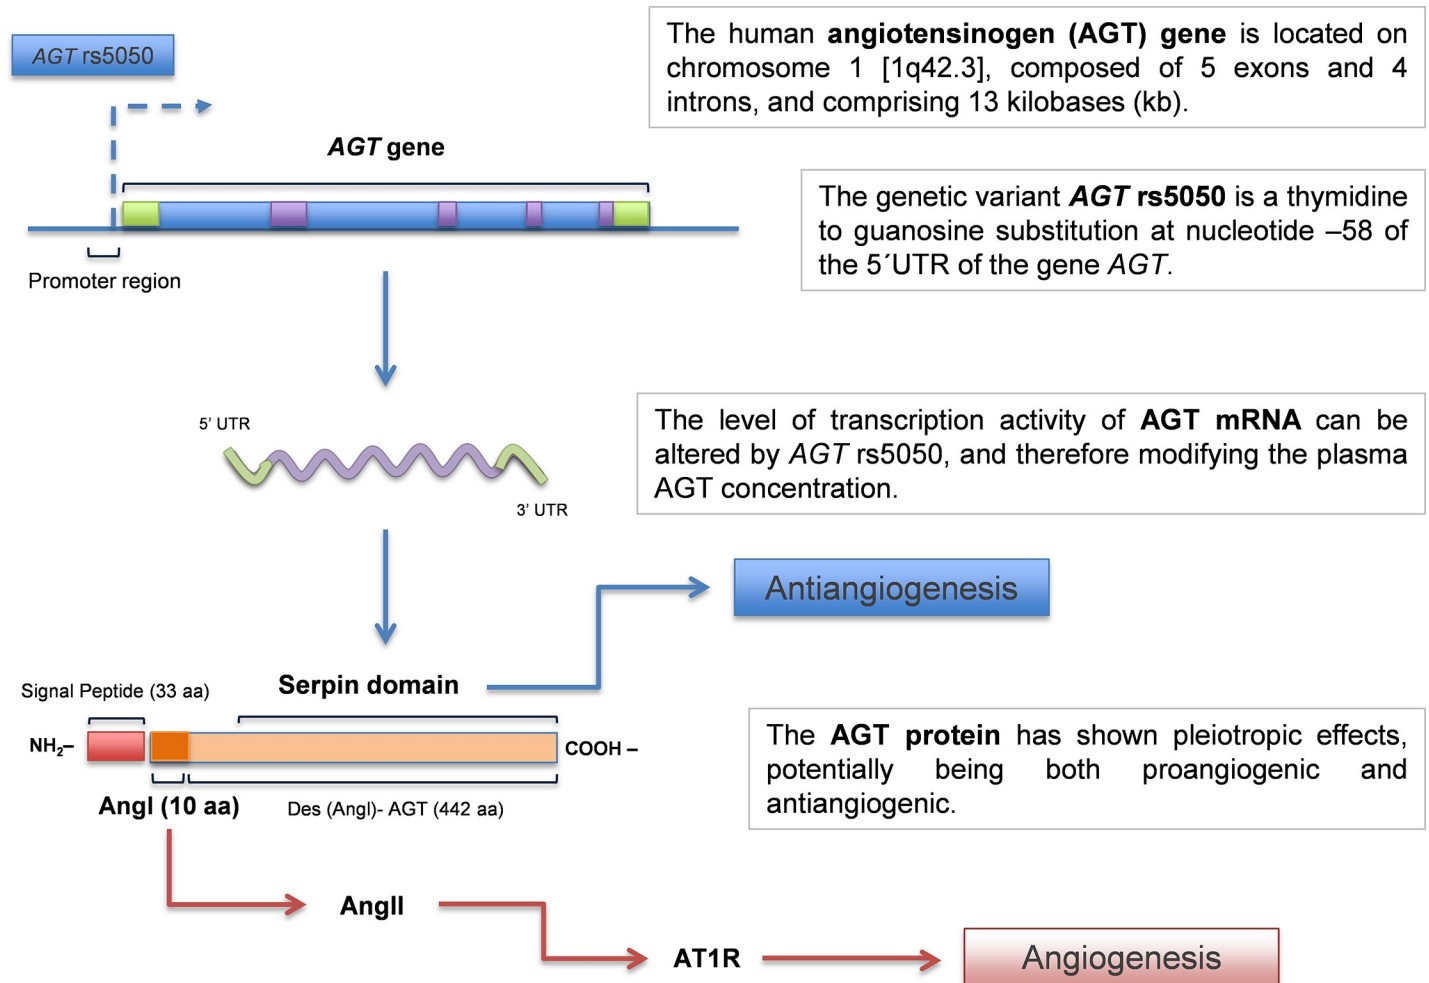 AGT rs5050
The human angiotensinogen (AGT) gene is located on
chromosome 1 [1q42.3], composed of 5 exons and 4
introns, and comprising 13 kilobases (kb).
AGT gene
The genetic variant AGT rs5050 is a thymidine
to guanosine substitution at nucleotide –58 of
the 5´UTR of the gene AGT.
Promoter region
5’ UTR
3’ UTR
The level of transcription activity of AGT mRNA can be
altered by AGT rs5050, and therefore modifying the plasma
AGT concentration.
Antiangiogenesis
Serpin domain
Signal Peptide (33 aa)
NH2–
COOH –
AngI (10 aa)
Des (AngI)- AGT (442 aa)
The AGT protein has shown pleiotropic effects,
potentially being both proangiogenic and
antiangiogenic.
AngII
AT1R
Angiogenesis